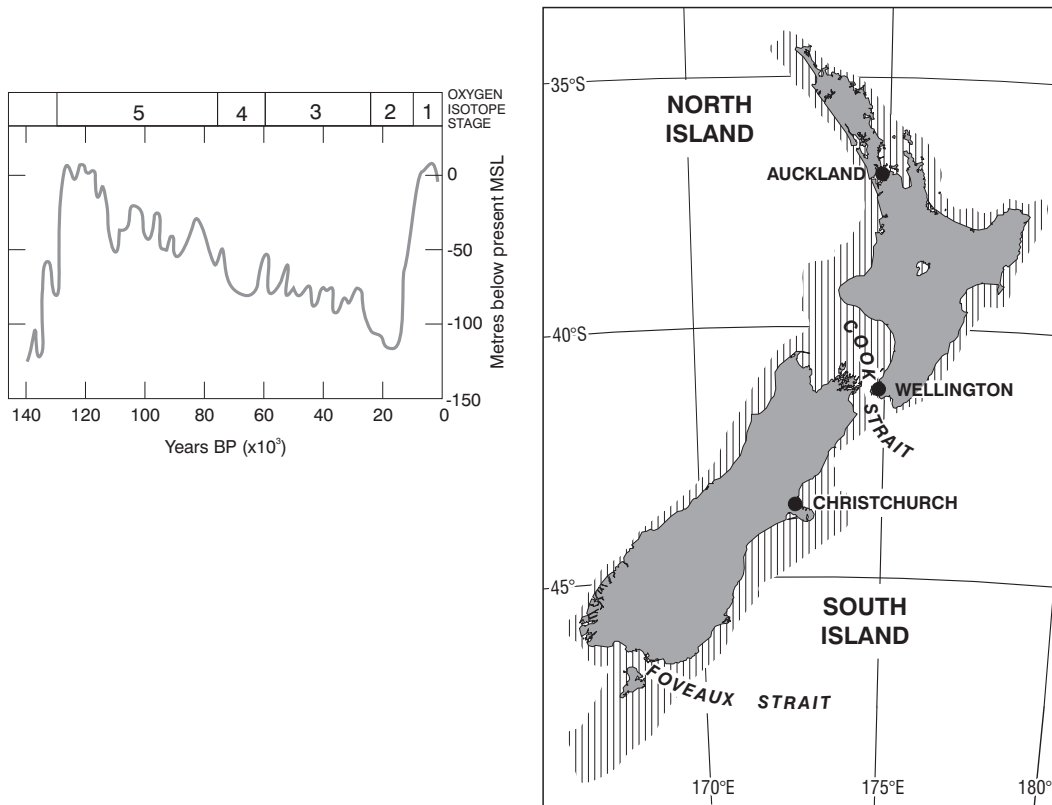 5
4
3
2
1
OXYGEN
ISOTOPE
STAGE
0
-50
-100
-150
Metres below present MSL
140
120
100
80
60
40
20
0
Years BP (x10³)
35°S
NORTH
ISLAND
AUCKLAND
40°S
COOK STRAIT
WELLINGTON
CHRISTCHURCH
45°
SOUTH
ISLAND
FOVEAUX STRAIT
170°E
175°E
180°